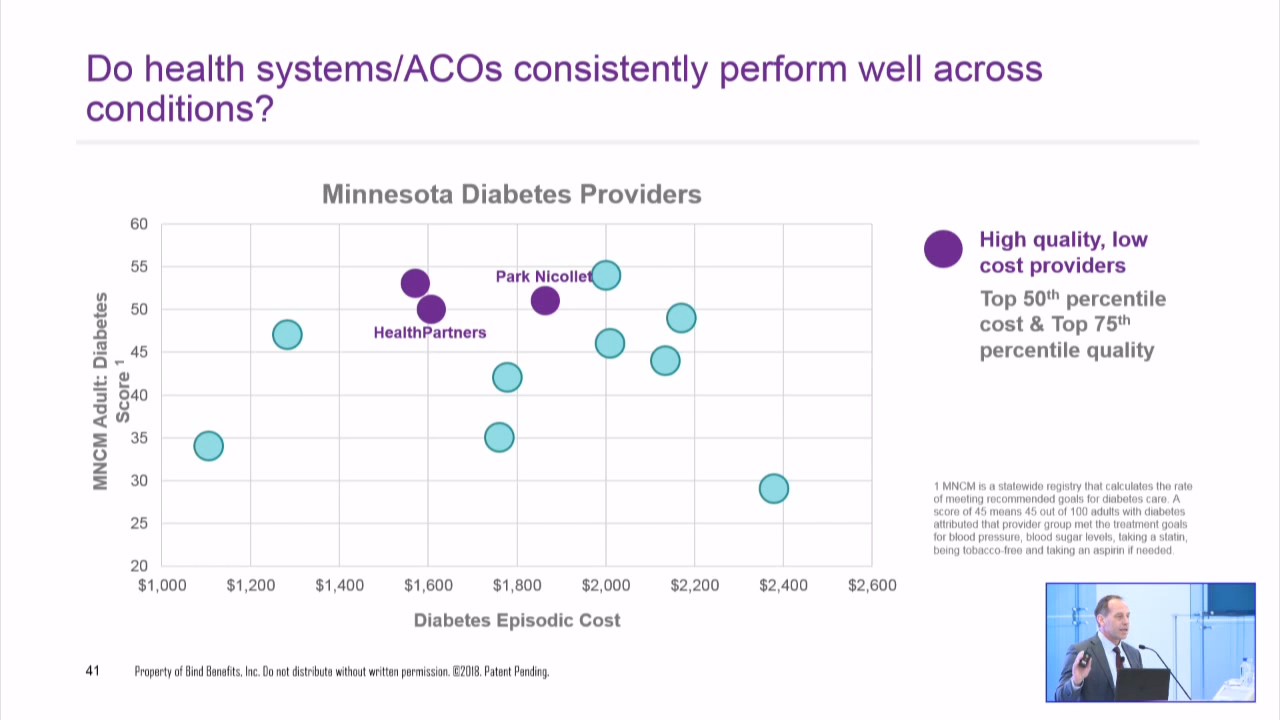 Do health systems/ACOs consistently perform well across
conditions?
Minnesota Diabetes Providers
MNCM Adult: Diabetes
Score 1
60
55
50
45
40
35
30
25
20
Park Nicollet
HealthPartners
$1,000
$1,200
$1,400
$1,600
$1,800
$2,000
$2,200
$2,400
$2,600
Diabetes Episodic Cost
High quality, low
cost providers
Top 50th percentile
cost & Top 75th
percentile quality
1 MNCM is a statewide registry that calculates the rate
of meeting recommended goals for diabetes care. A
score of 45 means 45 out of 100 adults with diabetes
attributed that provider group met the treatment goals
for blood pressure, blood sugar levels, taking a statin,
being tobacco-free and taking an aspirin if needed.
41
Property of Bind Benefits, Inc. Do not distribute without written permission. ©2018. Patent Pending.